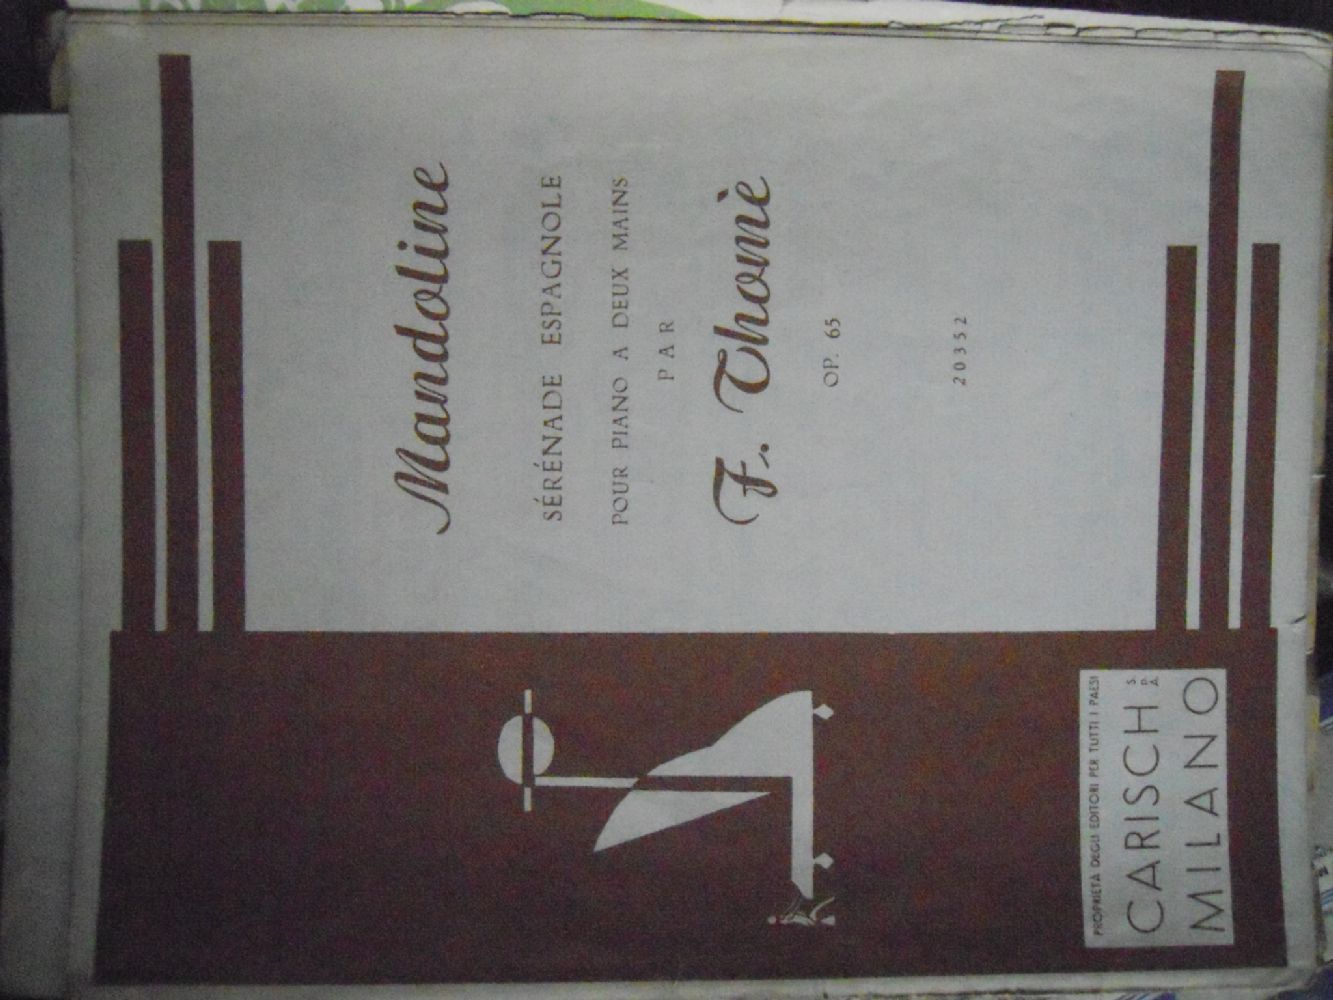 Mandoline
SÉRÉNADE ESPAGNOLE
POUR PIANO A DEUX MAINS
PAR
F. Thomè
OP. 65
20352
PROPRIETÀ DEGLI EDITORI PER TUTTI I PAESI
CARISCH S.P.A.
MILANO